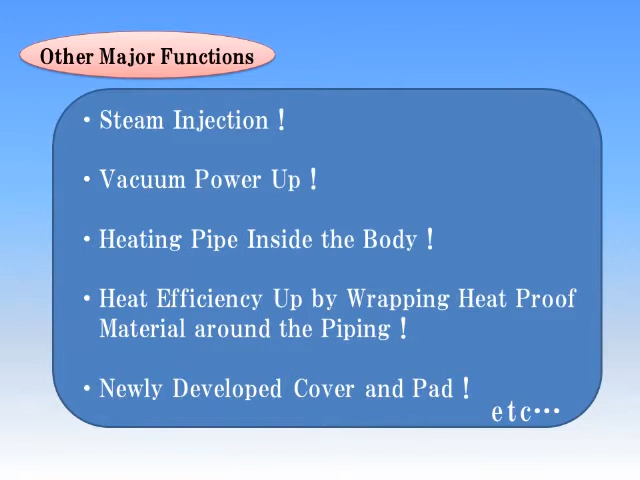 Other Major Functions
・Steam Injection！
・Vacuum Power Up！
・Heating Pipe Inside the Body！
・Heat Efficiency Up by Wrapping Heat Proof
Material around the Piping！
・Newly Developed Cover and Pad！
etc…